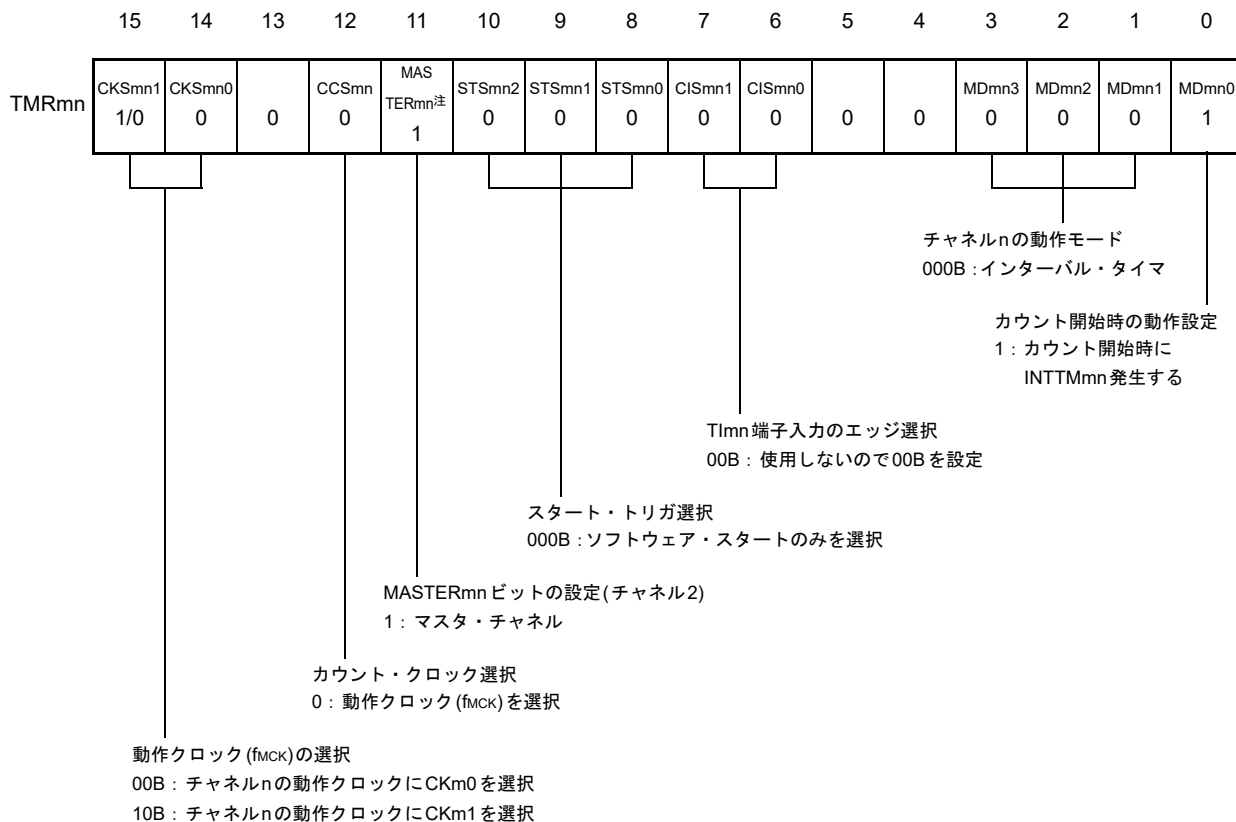 15 14 13 12 11 10 9 8 7 6 5 4 3 2 1 0
TMRmn
CKSmn1 CKSmn0 CCSmn MAS TERmn注 STSmn2 STSmn1 STSmn0 CISmn1 CISmn0 MDmn3 MDmn2 MDmn1 MDmn0
1/0 0 0 0 1 0 0 0 0 0 0 0 0 0 0 1
チャネルnの動作モード
000B：インターバル・タイマ
カウント開始時の動作設定
1：カウント開始時に
INTTMmn発生する
TImn端子入力のエッジ選択
00B：使用しないので00Bを設定
スタート・トリガ選択
000B：ソフトウェア・スタートのみを選択
MASTERmnビットの設定(チャネル2)
1：マスタ・チャネル
カウント・クロック選択
0：動作クロック(fMCK)を選択
動作クロック(fMCK)の選択
00B：チャネルnの動作クロックにCKm0を選択
10B：チャネルnの動作クロックにCKm1を選択